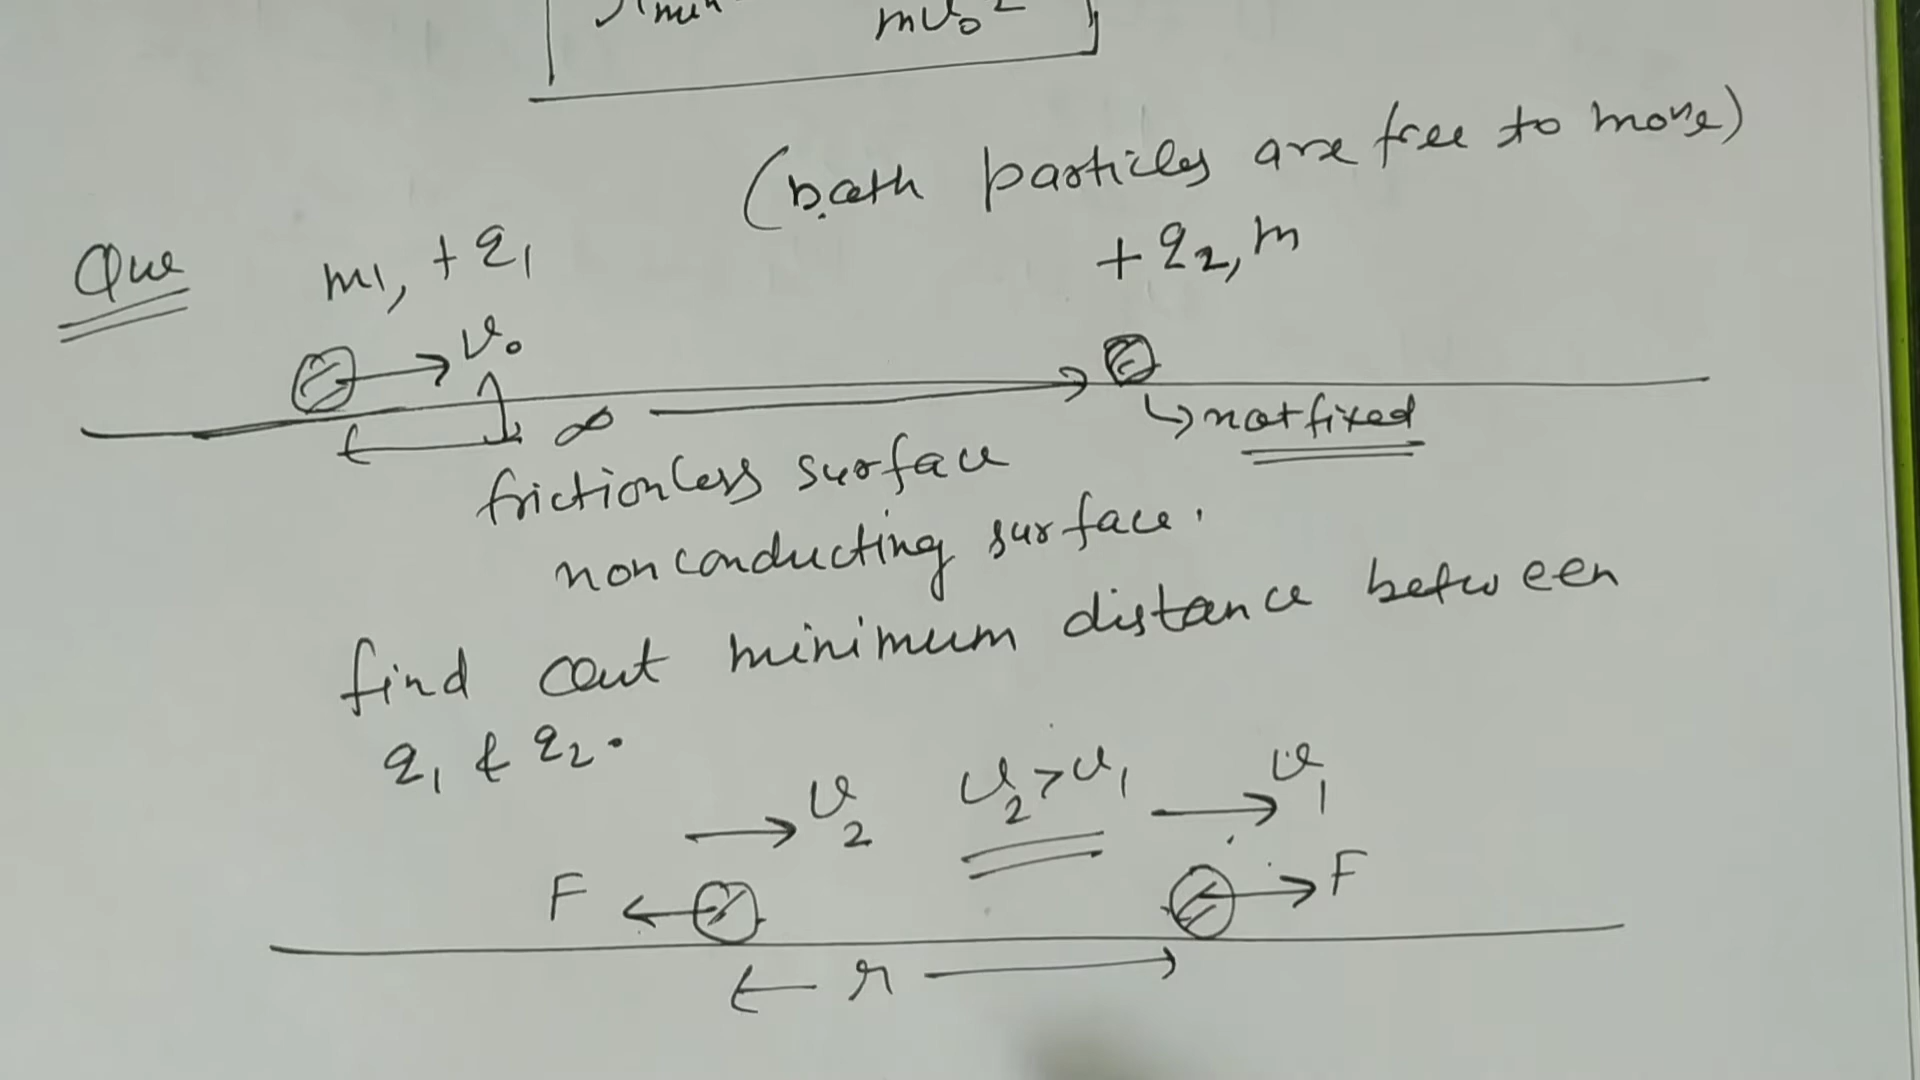 mv₀²
(both particles are free to move)
Que m1, +q₁ +q₂, m
v₀
∞ ↳ not fixed
frictionless surface
nonconducting surface.
find out minimum distance between
q₁ & q₂.
→ v₂ v₂ > v₁ → v₁
F ← → F
← r →